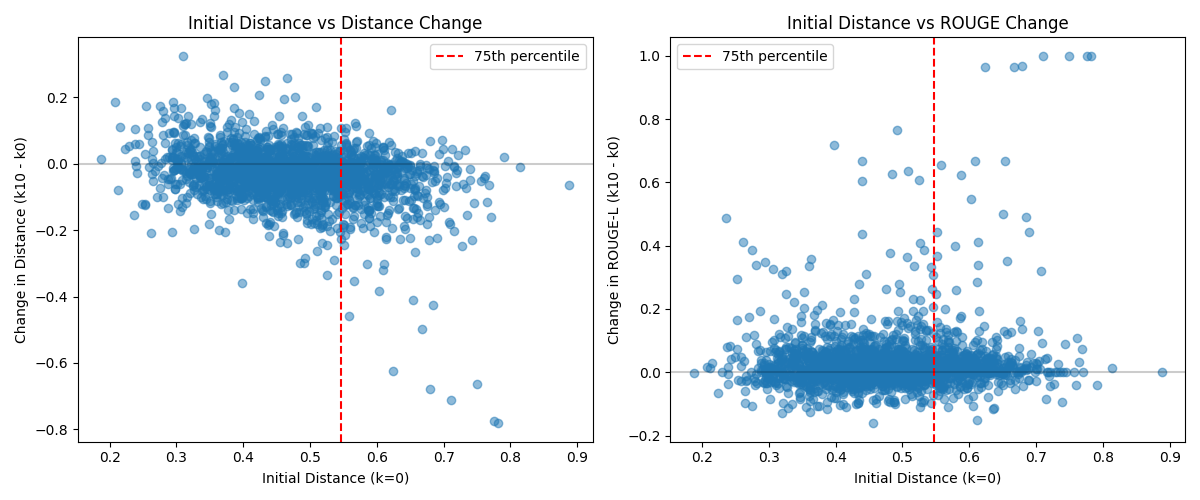 Initial Distance vs Distance Change
75th percentile
Change in Distance (k10 - k0)
0.2
0.0
−0.2
−0.4
−0.6
−0.8
0.2 0.3 0.4 0.5 0.6 0.7 0.8 0.9
Initial Distance (k=0)
Initial Distance vs ROUGE Change
75th percentile
Change in ROUGE-L (k10 - k0)
1.0
0.8
0.6
0.4
0.2
0.0
−0.2
0.2 0.3 0.4 0.5 0.6 0.7 0.8 0.9
Initial Distance (k=0)